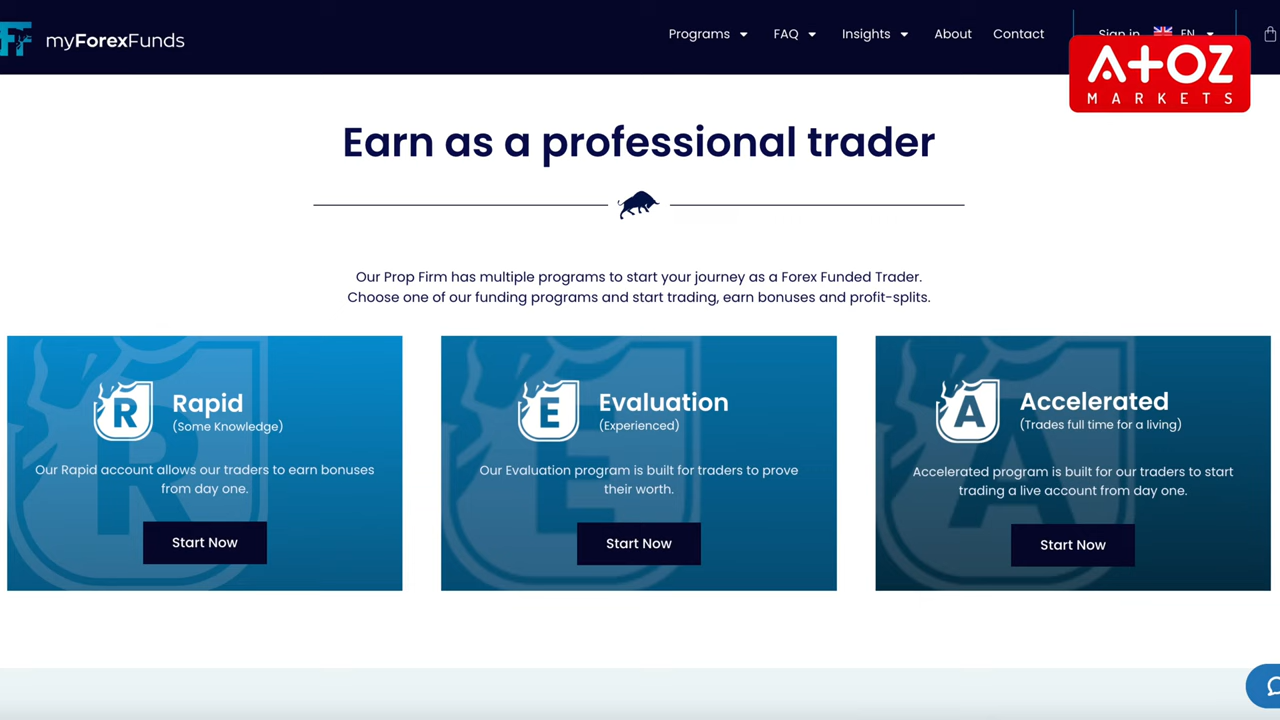 myForexFunds
Programs FAQ Insights About Contact Sign in EN
A+OZ
MARKETS
Earn as a professional trader
Our Prop Firm has multiple programs to start your journey as a Forex Funded Trader.
Choose one of our funding programs and start trading, earn bonuses and profit-splits.
R
Rapid
(Some Knowledge)
Our Rapid account allows our traders to earn bonuses
from day one.
Start Now
E
Evaluation
(Experienced)
Our Evaluation program is built for traders to prove
their worth.
Start Now
A
Accelerated
(Trades full time for a living)
Accelerated program is built for our traders to start
trading a live account from day one.
Start Now